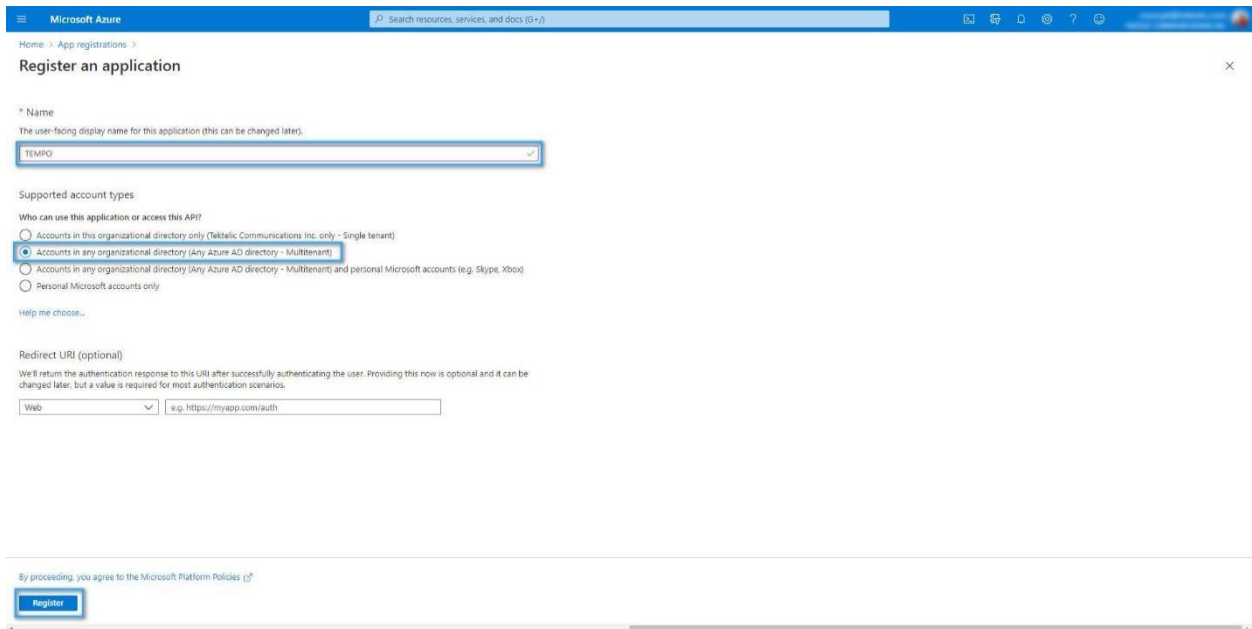 Microsoft Azure
Search resources, services, and docs (G+/)
Home > App registrations >
Register an application
* Name
The user-facing display name for this application (this can be changed later).
TEMPO
Supported account types
Who can use this application or access this API?
Accounts in this organizational directory only (Tektelic Communications Inc. only - Single tenant)
Accounts in any organizational directory (Any Azure AD directory - Multitenant)
Accounts in any organizational directory (Any Azure AD directory - Multitenant) and personal Microsoft accounts (e.g. Skype, Xbox)
Personal Microsoft accounts only
Help me choose...
Redirect URI (optional)
We'll return the authentication response to this URI after successfully authenticating the user. Providing this now is optional and it can be
changed later, but a value is required for most authentication scenarios.
Web e.g. https://myapp.com/auth
By proceeding, you agree to the Microsoft Platform Policies
Register